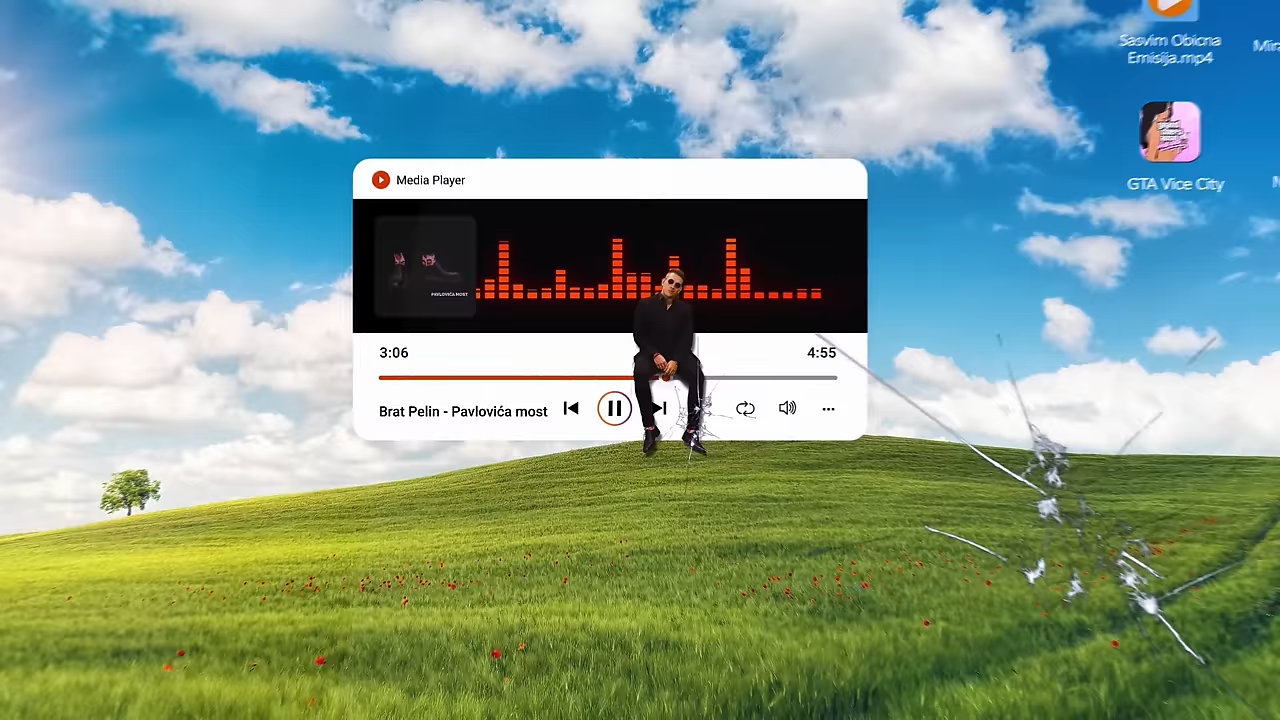 Sasvim Obicna
Emisija.mp4
GTA Vice City
Media Player
PAVLOVIĆA MOST
3:06
4:55
Brat Pelin - Pavlovića most